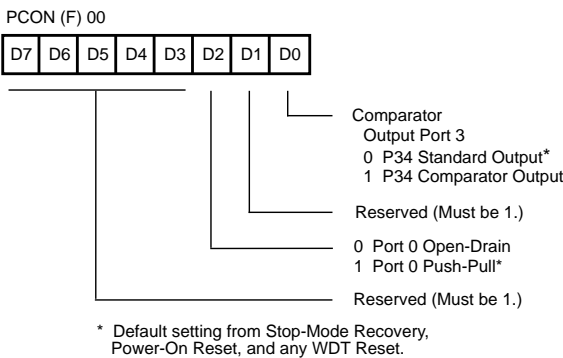 PCON (F) 00
D7 D6 D5 D4 D3 D2 D1 D0
Comparator
Output Port 3
0 P34 Standard Output*
1 P34 Comparator Output
Reserved (Must be 1.)
0 Port 0 Open-Drain
1 Port 0 Push-Pull*
Reserved (Must be 1.)
* Default setting from Stop-Mode Recovery,
Power-On Reset, and any WDT Reset.